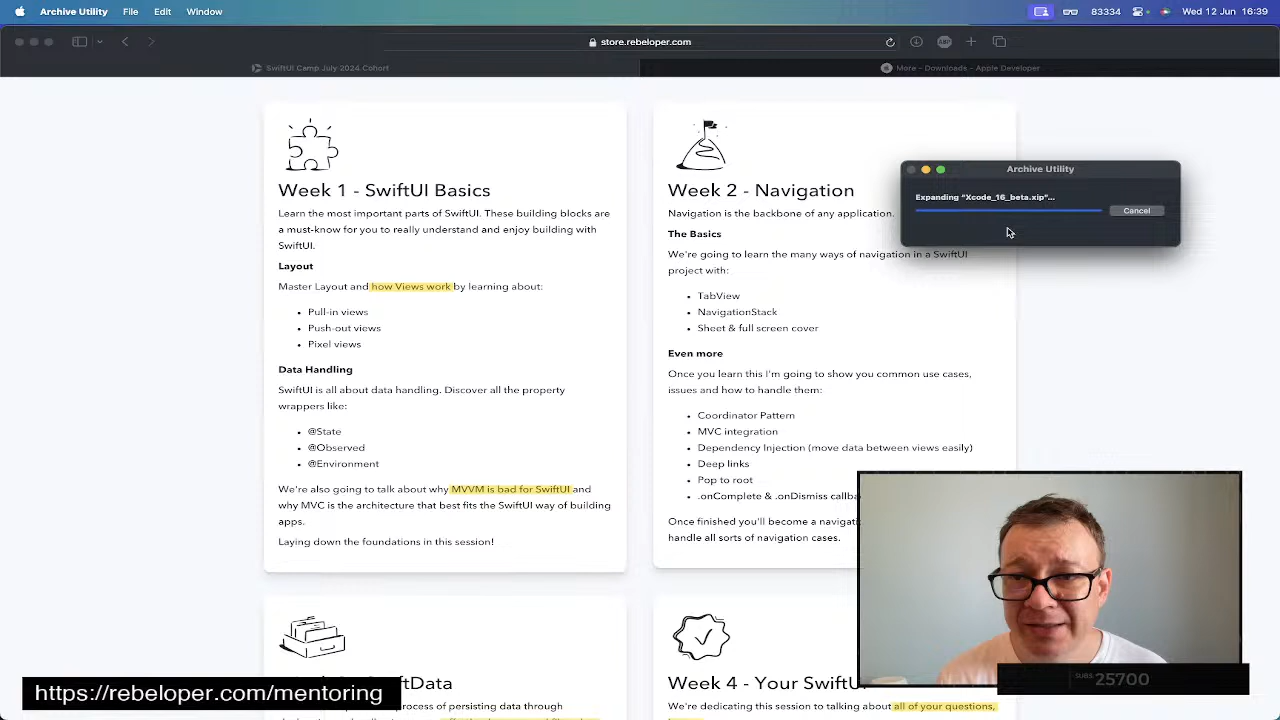 Archive Utility File Edit Window
83334 Wed 12 Jun 16:39
store.rebeloper.com
SwiftUI Camp July 2024 Cohort
More – Downloads – Apple Developer
Week 1 - SwiftUI Basics
Learn the most important parts of SwiftUI. These building blocks are
a must-know for you to really understand and enjoy building with
SwiftUI.
Layout
Master Layout and how Views work by learning about:
• Pull-in views
• Push-out views
• Pixel views
Data Handling
SwiftUI is all about data handling. Discover all the property
wrappers like:
• @State
• @Observed
• @Environment
We're also going to talk about why MVVM is bad for SwiftUI and
why MVC is the architecture that best fits the SwiftUI way of building
apps.
Laying down the foundations in this session!
Week 2 - Navigation
Navigation is the backbone of any application.
The Basics
We're going to learn the many ways of navigation in a SwiftUI
project with:
• TabView
• NavigationStack
• Sheet & full screen cover
Even more
Once you learn this I'm going to show you common use cases,
issues and how to handle them:
• Coordinator Pattern
• MVC integration
• Dependency Injection (move data between views easily)
• Deep links
• Pop to root
• .onComplete & .onDismiss callba
Once finished you'll become a naviga
handle all sorts of navigation cases.
Archive Utility
Expanding “Xcode_16_beta.xip”...
Cancel
ftData
process of persisting data through
Week 4 - Your SwiftU
We're dedicating this session to talking about all of your questions,
https://rebeloper.com/mentoring
SUBS 25700